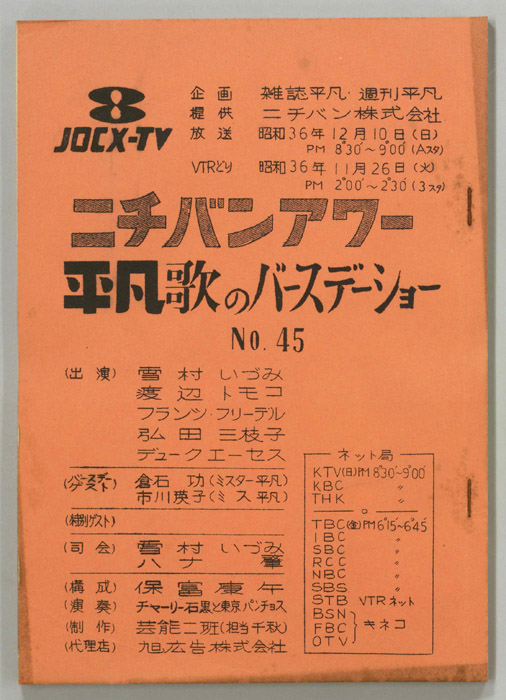 8
JOCX-TV
企画 雑誌平凡・週刊平凡
提供 ニチバン株式会社
放送 昭和36年12月10日(日)
PM 8°30′~9°00′(Aスタ)
VTRどり 昭和36年11月26日(火)
PM 2°00′~2°30′(3スタ)
ニチバンアワー
平凡歌のバースデーショー
No. 45
(出演) 雪村いづみ
渡辺トモコ
フランツ・フリーデル
弘田三枝子
デュークエーセス
(バースデーゲスト) 倉石功(ミスター平凡)
市川瑛子(ミス平凡)
(特別ゲスト)
(司会) 雪村いづみ
ハナ肇
(構成) 保富康午
(演奏) チャーリー石黒と東京パンチョス
(制作) 芸能二班(担当千秋)
(代理店) 旭広告株式会社
ネット局
KTV(日)PM8°30′~9°00′
KBC 〃
THK 〃
TBC(金)PM6°15′~6°45′
IBC 〃
SBC 〃
RCC 〃
NBC 〃
SBS 〃
STB VTRネット
BSN
FBC キネコ
OTV